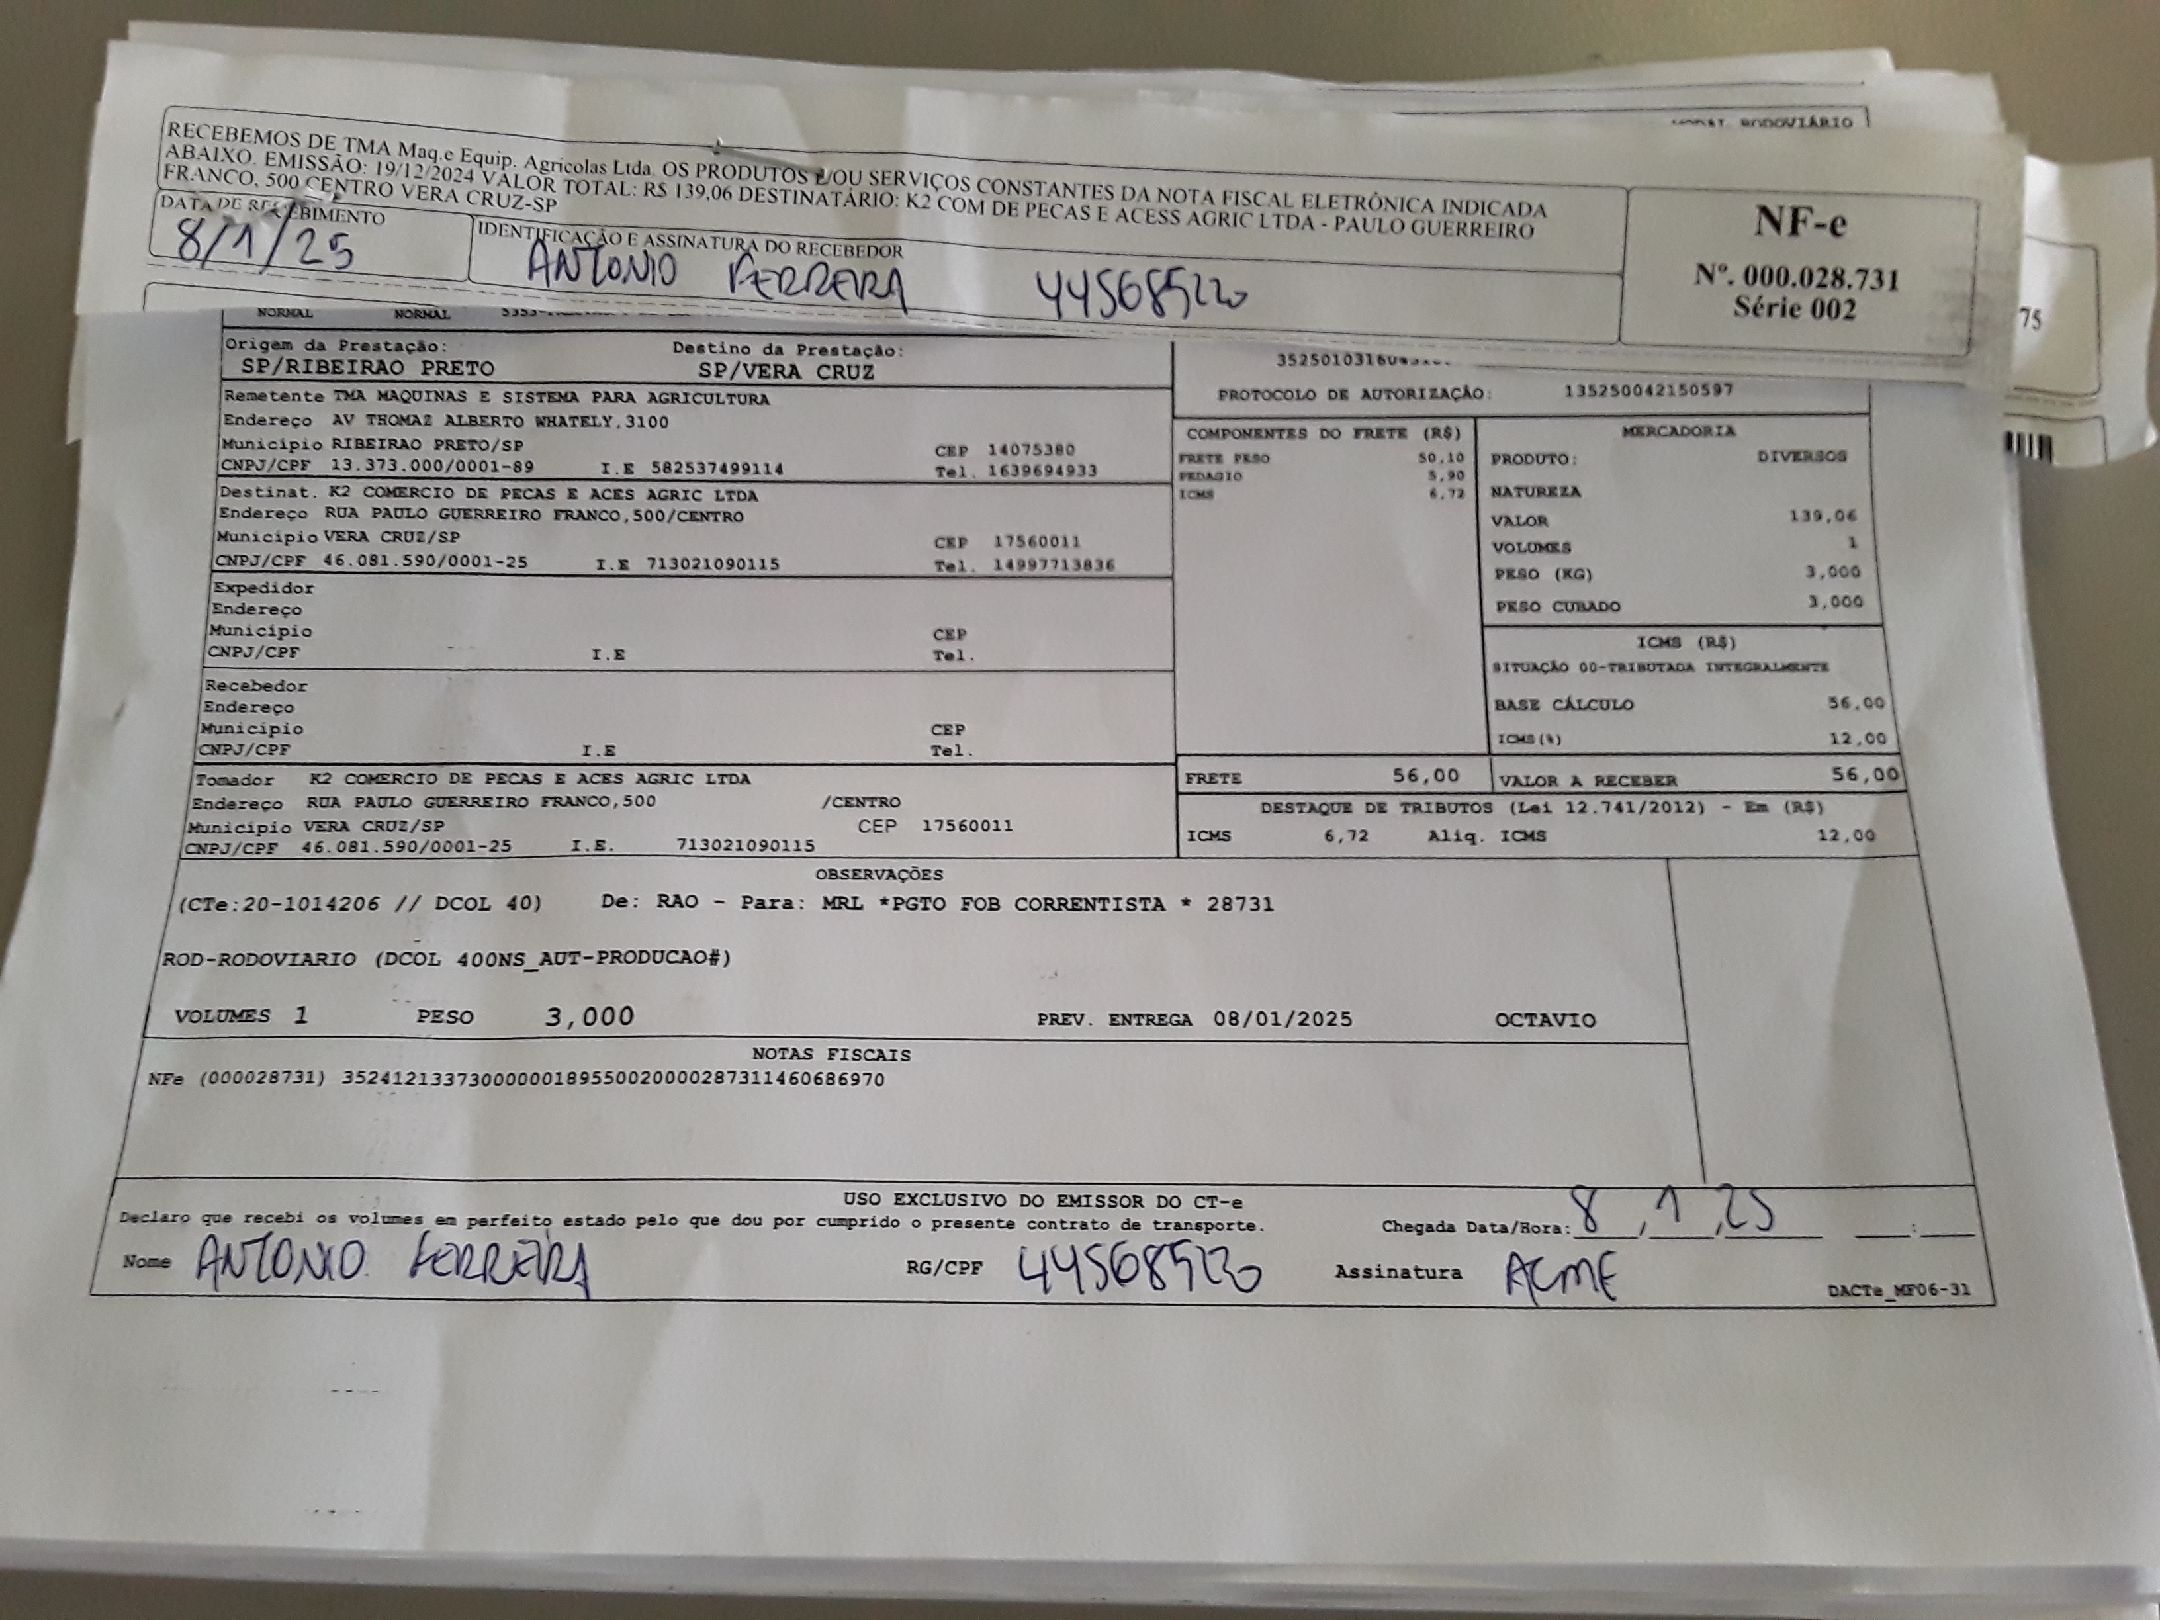 RECEBEMOS DE TMA Maq.e Equip. Agricolas Ltda. OS PRODUTOS E/OU SERVIÇOS CONSTANTES DA NOTA FISCAL ELETRÔNICA INDICADA
ABAIXO. EMISSÃO: 19/12/2024 VALOR TOTAL: R$ 139,06 DESTINATÁRIO: K2 COM DE PECAS E ACESS AGRIC LTDA - PAULO GUERREIRO
FRANCO, 500 CENTRO VERA CRUZ-SP
DATA DE RECEBIMENTO
8/1/25
IDENTIFICAÇÃO E ASSINATURA DO RECEBEDOR
ANTONIO FERREIRA 445685220
NF-e
Nº. 000.028.731
Série 002
RODOVIÁRIO
75
NORMAL NORMAL
Origem da Prestação: Destino da Prestação:
SP/RIBEIRAO PRETO SP/VERA CRUZ
PROTOCOLO DE AUTORIZAÇÃO: 135250042150597
Remetente TMA MAQUINAS E SISTEMA PARA AGRICULTURA
Endereço AV THOMAZ ALBERTO WHATELY,3100
Município RIBEIRAO PRETO/SP CEP 14075380
CNPJ/CPF 13.373.000/0001-89 I.E 582537499114 Tel. 1639694933
Destinat. K2 COMERCIO DE PECAS E ACES AGRIC LTDA
Endereço RUA PAULO GUERREIRO FRANCO,500/CENTRO
Município VERA CRUZ/SP CEP 17560011
CNPJ/CPF 46.081.590/0001-25 I.E 713021090115 Tel. 14997713836
Expedidor
Endereço
Município CEP
CNPJ/CPF I.E Tel.
Recebedor
Endereço
Município CEP
CNPJ/CPF I.E Tel.
Tomador K2 COMERCIO DE PECAS E ACES AGRIC LTDA
Endereço RUA PAULO GUERREIRO FRANCO,500 /CENTRO
Município VERA CRUZ/SP CEP 17560011
CNPJ/CPF 46.081.590/0001-25 I.E. 713021090115
COMPONENTES DO FRETE (R$)
FRETE PESO 50,10
PEDAGIO 5,90
ICMS 6,72
MERCADORIA
PRODUTO: DIVERSOS
NATUREZA
VALOR 139,06
VOLUMES 1
PESO (KG) 3,000
PESO CUBADO 3,000
ICMS (R$)
SITUAÇÃO 00-TRIBUTADA INTEGRALMENTE
BASE CÁLCULO 56,00
ICMS(%) 12,00
FRETE 56,00 VALOR A RECEBER 56,00
DESTAQUE DE TRIBUTOS (Lei 12.741/2012) - Em (R$)
ICMS 6,72 Aliq. ICMS 12,00
OBSERVAÇÕES
(CTe:20-1014206 // DCOL 40) De: RAO - Para: MRL *PGTO FOB CORRENTISTA * 28731
ROD-RODOVIARIO (DCOL 400NS_AUT-PRODUCAO#)
VOLUMES 1 PESO 3,000 PREV. ENTREGA 08/01/2025 OCTAVIO
NOTAS FISCAIS
NFe (000028731) 35241213373000000189550020000287311460686970
USO EXCLUSIVO DO EMISSOR DO CT-e
Declaro que recebi os volumes em perfeito estado pelo que dou por cumprido o presente contrato de transporte. Chegada Data/Hora: 8,1,25 :
Nome ANTONIO FERREIRA RG/CPF 445685220 Assinatura ACME
DACTe_MF06-31